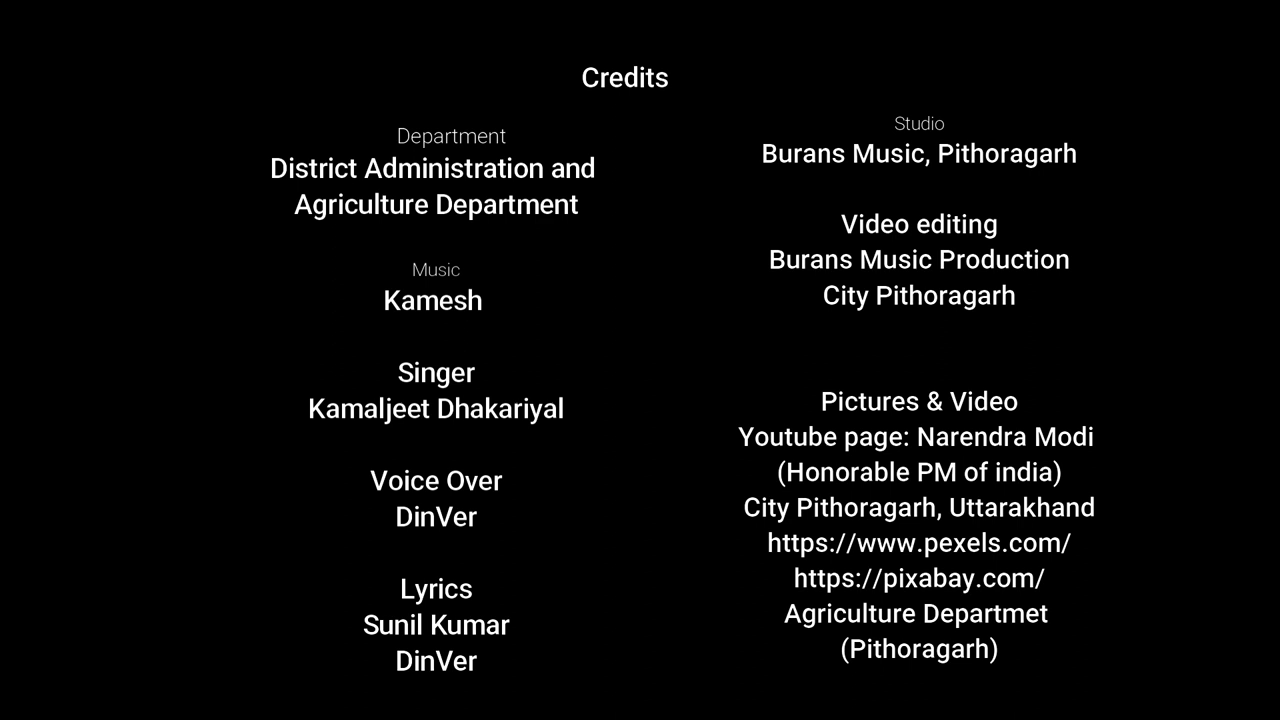 Credits
Department
District Administration and
Agriculture Department
Music
Kamesh
Singer
Kamaljeet Dhakariyal
Voice Over
DinVer
Lyrics
Sunil Kumar
DinVer
Studio
Burans Music, Pithoragarh
Video editing
Burans Music Production
City Pithoragarh
Pictures & Video
Youtube page: Narendra Modi
(Honorable PM of india)
City Pithoragarh, Uttarakhand
https://www.pexels.com/
https://pixabay.com/
Agriculture Departmet
(Pithoragarh)